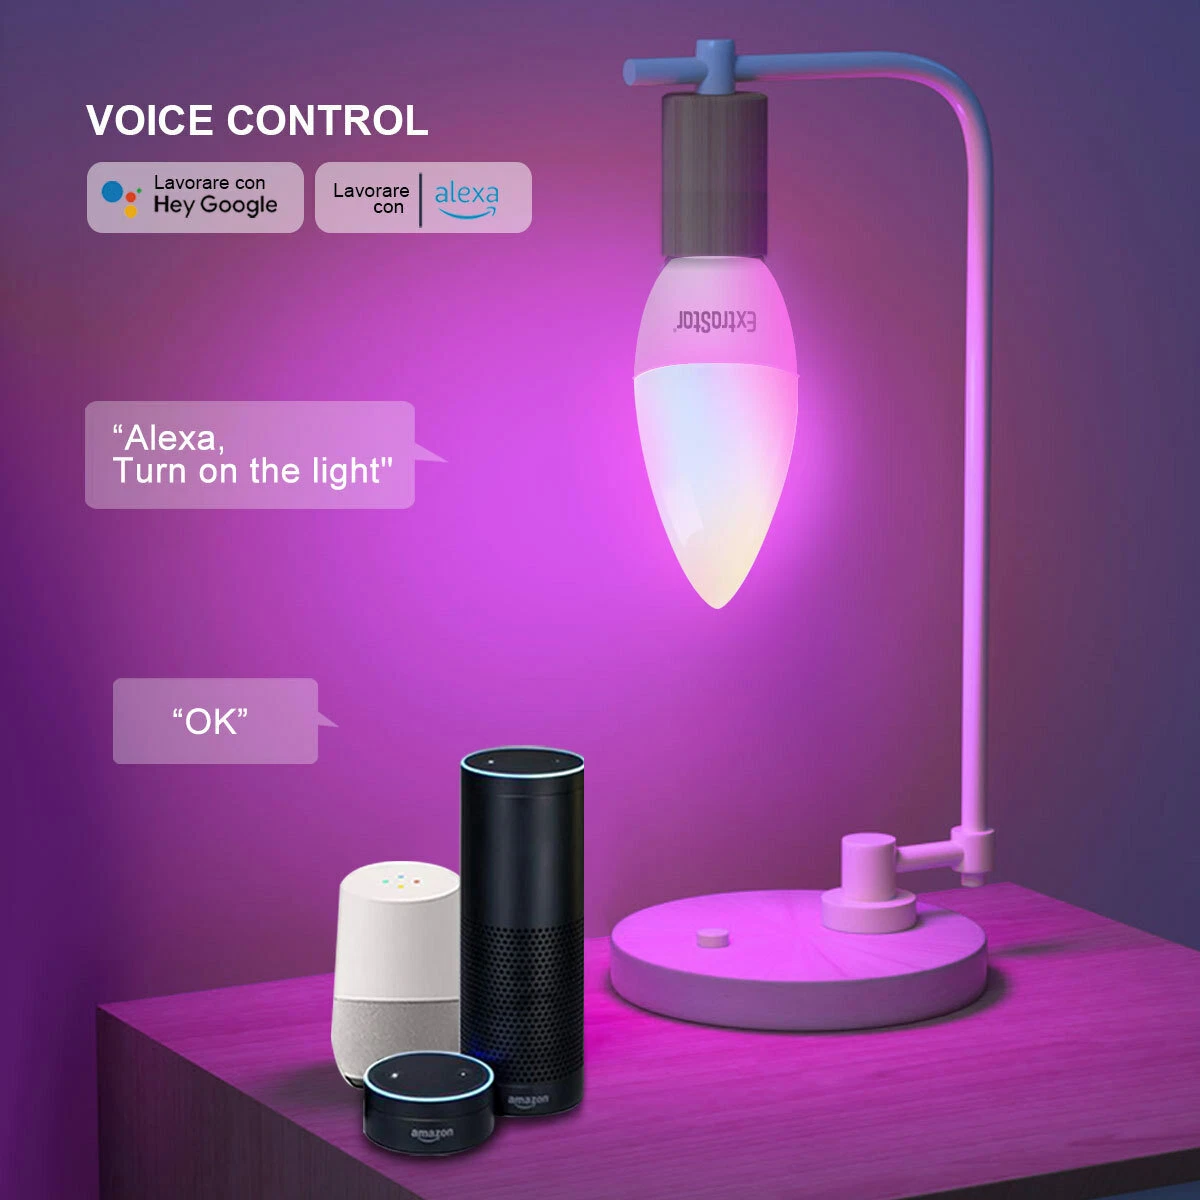 VOICE CONTROL
Lavorare con
Hey Google
Lavorare
con
alexa
ExtraStar
“Alexa,
Turn on the light"
“OK”
amazon
amazon